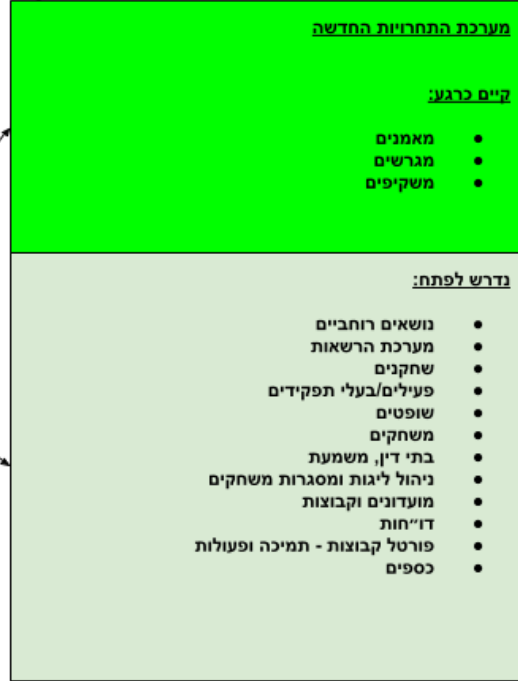 מערכת התחרויות החדשה
קיים כרגע:
● מאמנים
● מגרשים
● משקיפים
נדרש לפתח:
● נושאים רוחביים
● מערכת הרשאות
● שחקנים
● פעילים/בעלי תפקידים
● שופטים
● משחקים
● בתי דין, משמעת
● ניהול ליגות ומסגרות משחקים
● מועדונים וקבוצות
● דו״חות
● פורטל קבוצות - תמיכה ופעולות
● כספים